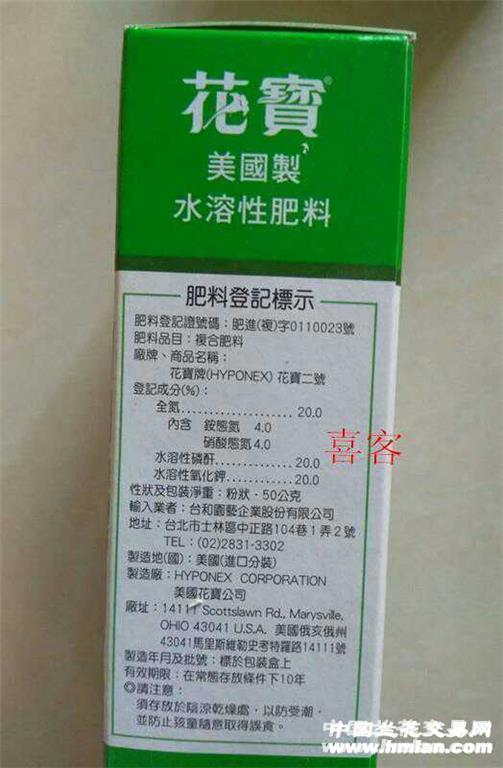 花寶®
美國製
水溶性肥料
肥料登記標示
肥料登記證號碼：肥進(複)字0110023號
肥料品目：複合肥料
廠牌、商品名稱：
花寶牌(HYPONEX) 花寶二號
登記成分(%)：
全氮.................... 20.0
內含 銨態氮 4.0
硝酸態氮 4.0
水溶性磷酐..............20.0
水溶性氧化鉀............20.0
性狀及包裝淨重：粉狀，50公克
輸入業者：台和園藝企業股份有限公司
地址：台北市士林區中正路104巷1弄2號
TEL：(02)2831-3302
製造地(國)：美國(進口分裝)
製造廠：HYPONEX CORPORATION
美國花寶公司
廠址：14111 Scottslawn Rd., Marysville,
OHIO 43041 U.S.A. 美國俄亥俄州
43041馬里斯維勒史考特羅路14111號
製造年月及批號：標於包裝盒上
有效期限：在常態存放條件下10年
◎請注意：
須存放於陰涼乾燥處，以防受潮，
並防止孩童隨意取得誤食。
喜客
中国兰花交易网
www.hmlan.com